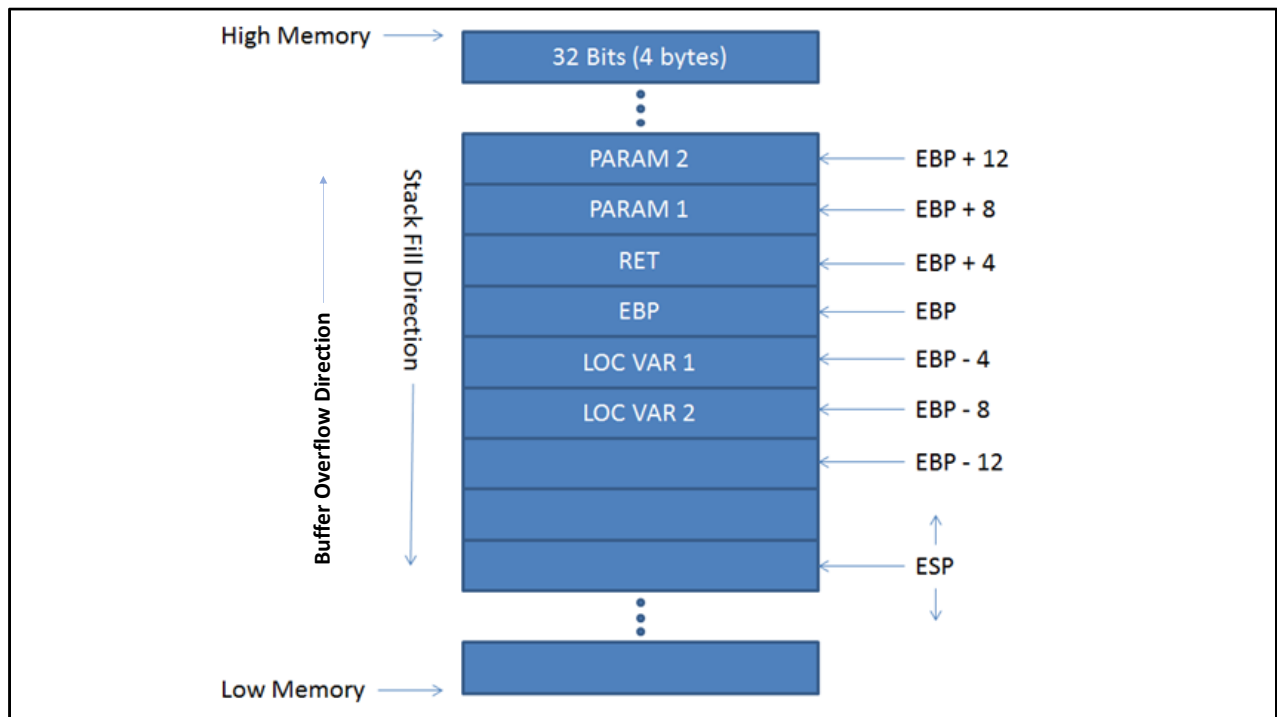 High Memory
32 Bits (4 bytes)
PARAM 2
EBP + 12
PARAM 1
EBP + 8
RET
EBP + 4
EBP
EBP
LOC VAR 1
EBP - 4
LOC VAR 2
EBP - 8
EBP - 12
ESP
Stack Fill Direction
Buffer Overflow Direction
Low Memory